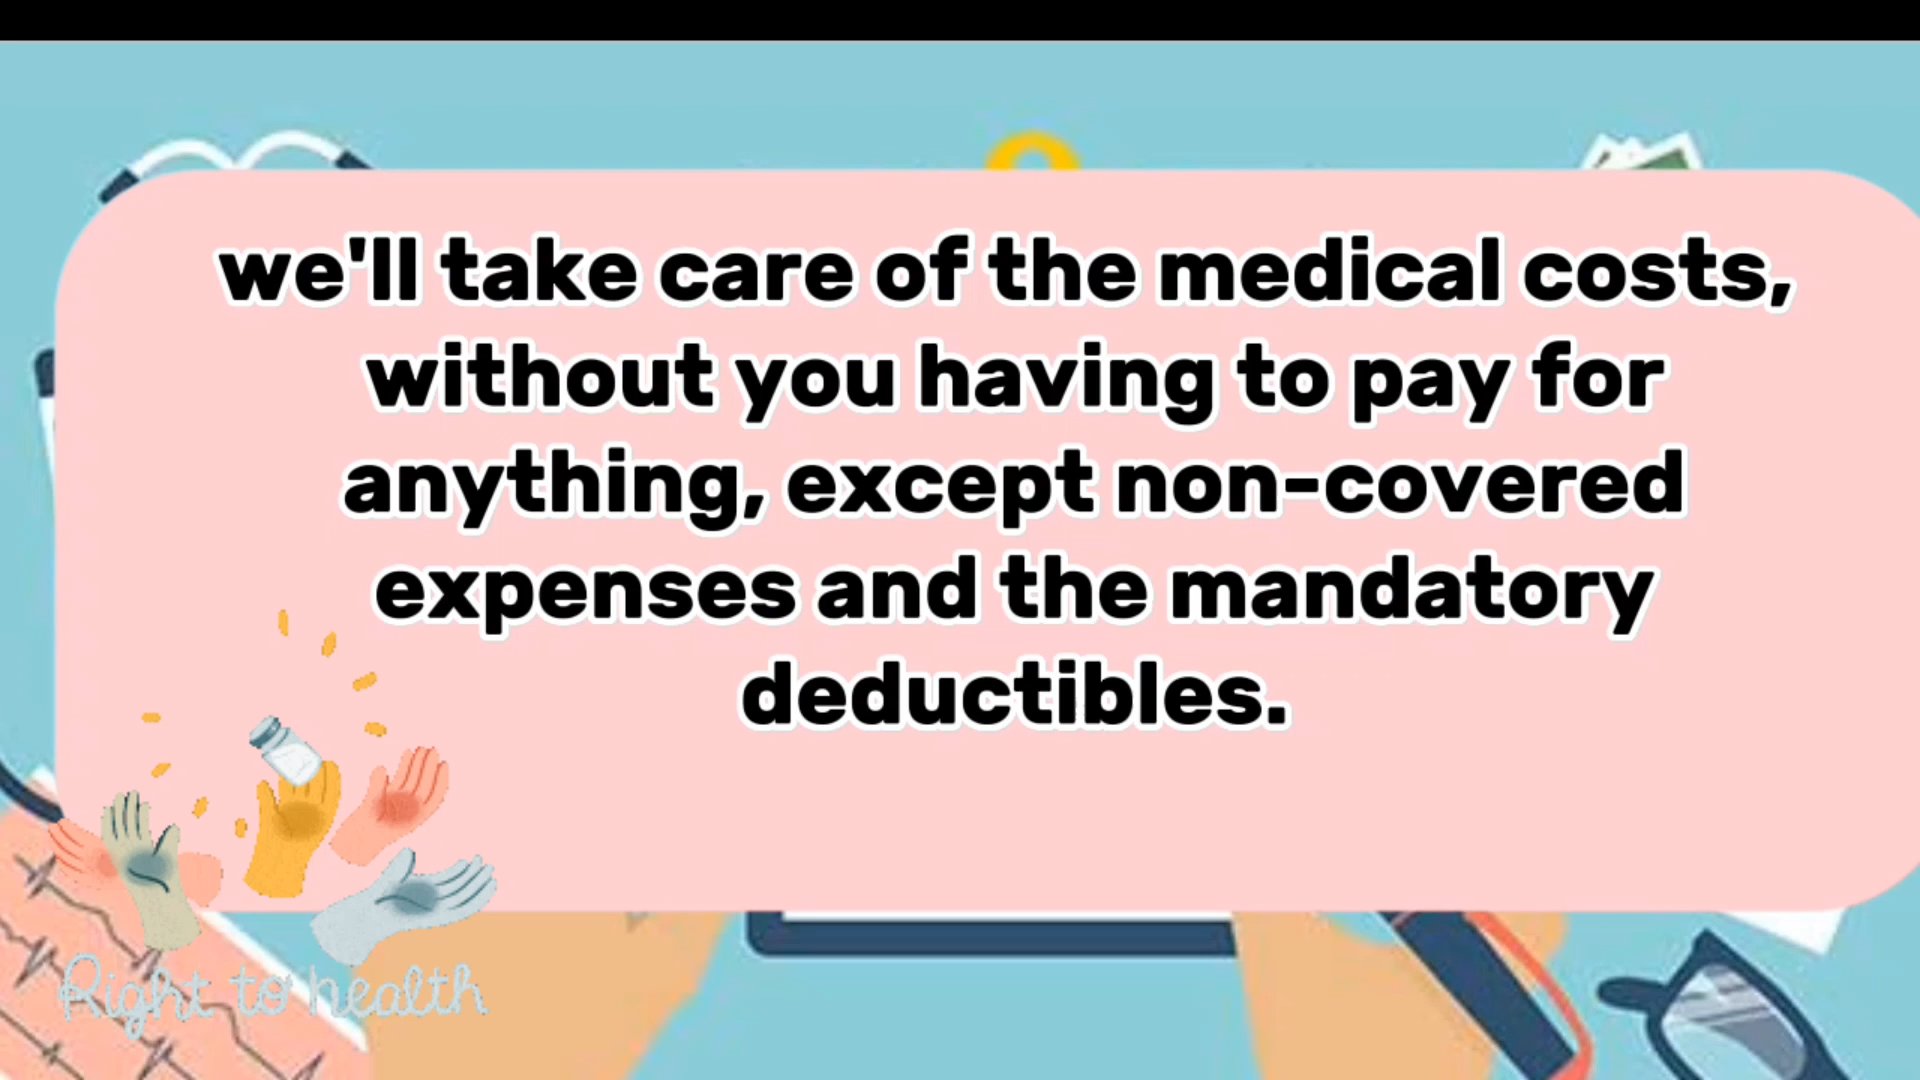 we'll take care of the medical costs,
without you having to pay for
anything, except non-covered
expenses and the mandatory
deductibles.
Right to health